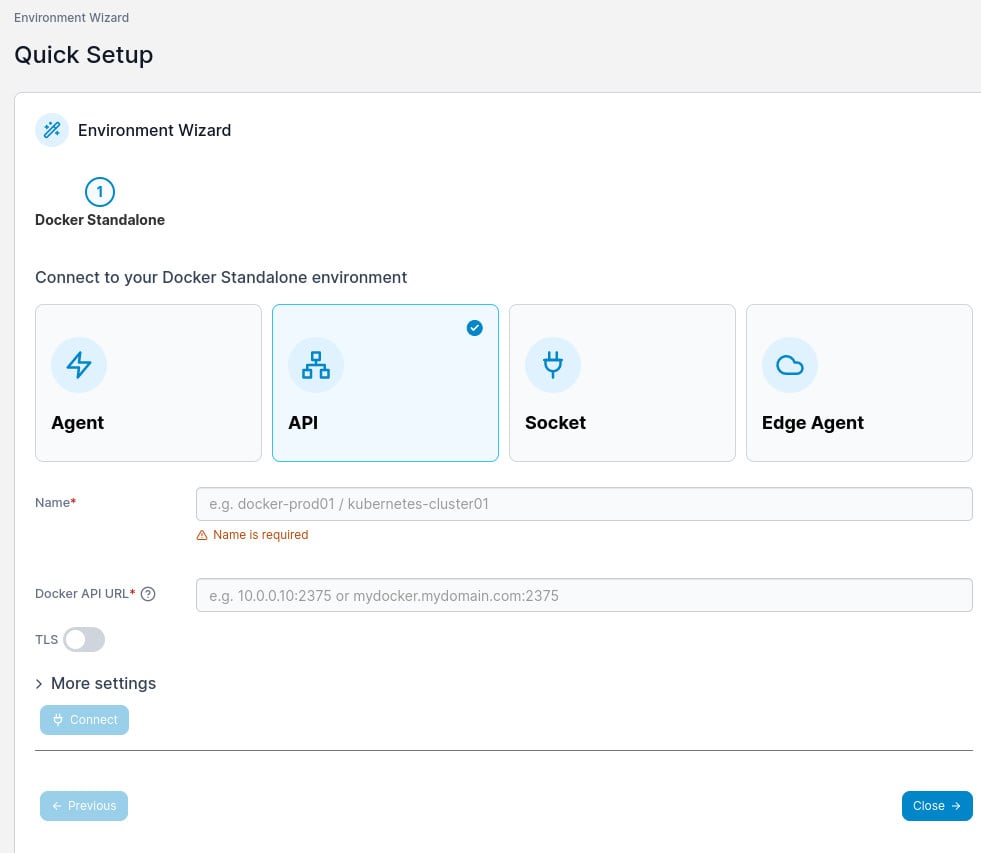 Environment Wizard
Quick Setup
Environment Wizard
1
Docker Standalone
Connect to your Docker Standalone environment
Agent
API
Socket
Edge Agent
Name*
e.g. docker-prod01 / kubernetes-cluster01
Name is required
Docker API URL* ?
e.g. 10.0.0.10:2375 or mydocker.mydomain.com:2375
TLS
More settings
Connect
Previous
Close